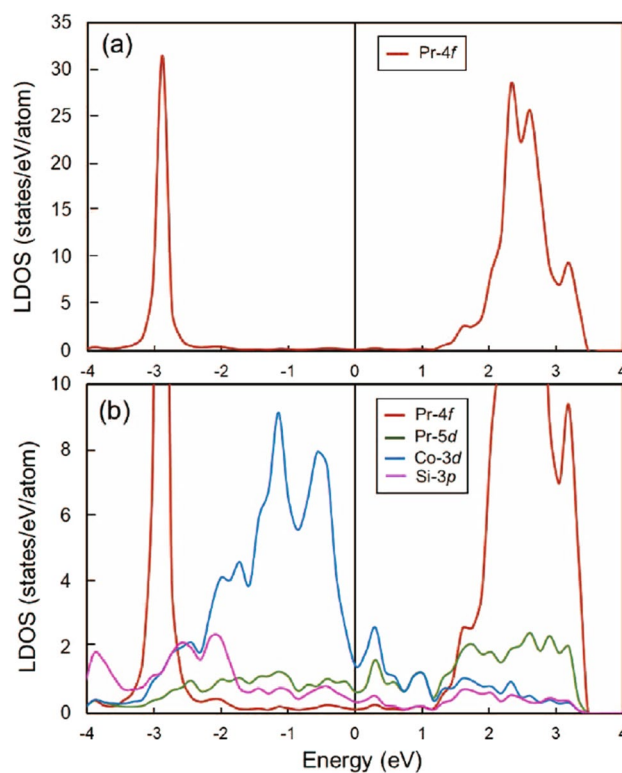 (a)
Pr-4f
LDOS (states/eV/atom)
35
30
25
20
15
10
5
0
-4 -3 -2 -1 0 1 2 3 4
(b)
Pr-4f
Pr-5d
Co-3d
Si-3p
LDOS (states/eV/atom)
10
8
6
4
2
0
-4 -3 -2 -1 0 1 2 3 4
Energy (eV)